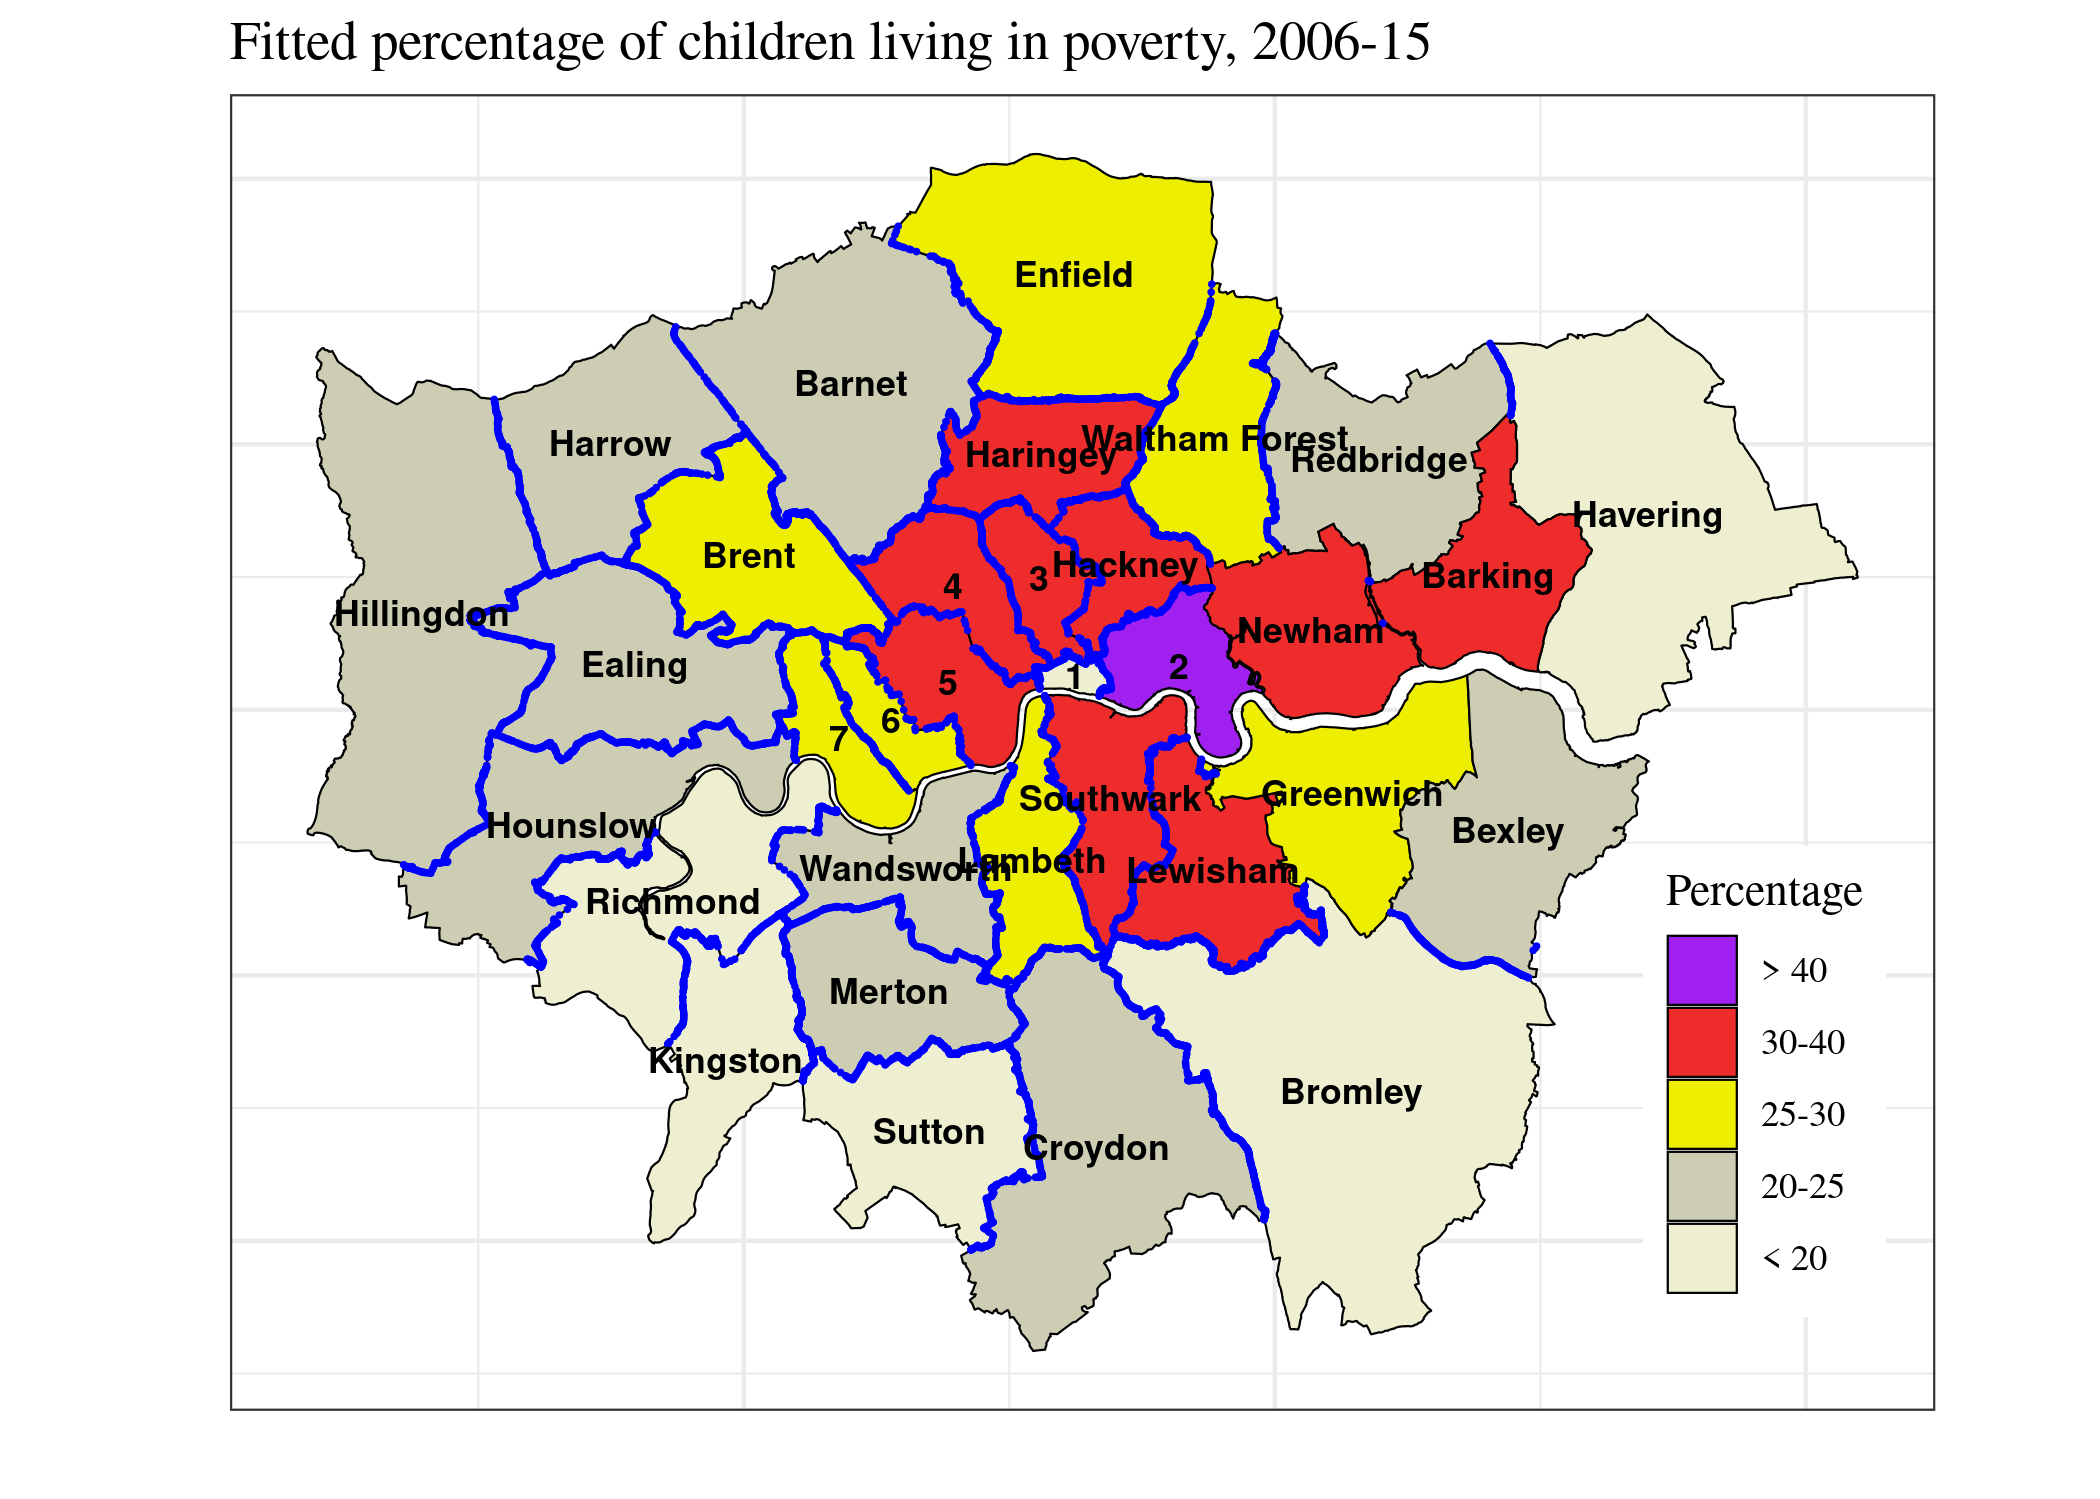 Fitted percentage of children living in poverty, 2006-15
Enfield
Barnet
Harrow
Haringey
Waltham Forest
Redbridge
Havering
Brent
4
3
Hackney
Barking
Hillingdon
Newham
Ealing
5
1
2
6
7
Southwark
Greenwich
Hounslow
Bexley
Wandsworth
Lambeth
Lewisham
Richmond
Merton
Kingston
Bromley
Sutton
Croydon
Percentage
> 40
30-40
25-30
20-25
< 20